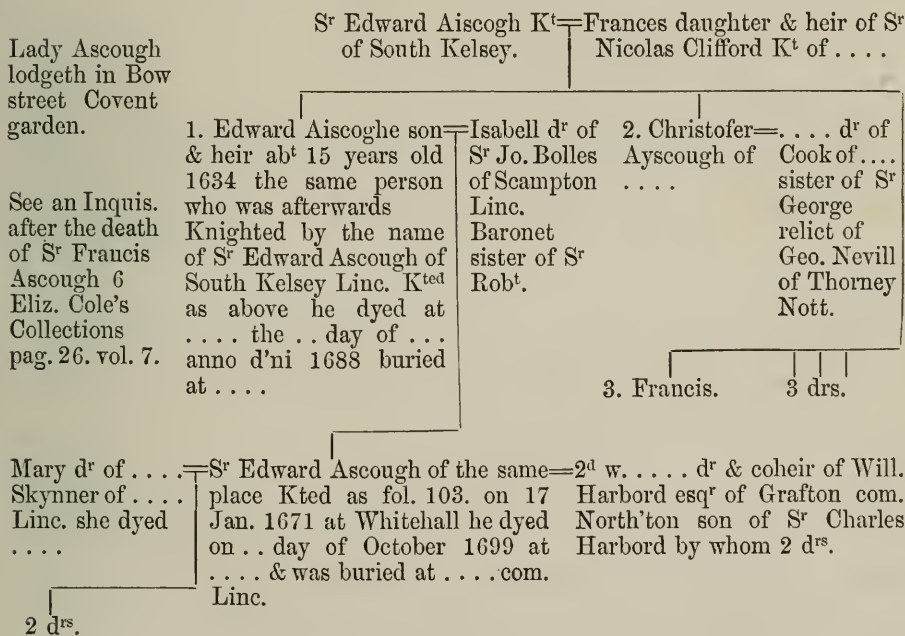 Sr Edward Aiscogh Kt=Frances daughter & heir of Sr
of South Kelsey. Nicolas Clifford Kt of . . . .
Lady Ascough
lodgeth in Bow
street Covent
garden.
See an Inquis.
after the death
of Sr Francis
Ascough 6
Eliz. Cole's
Collections
pag. 26. vol. 7.
1. Edward Aiscoghe son
& heir abt 15 years old
1634 the same person
who was afterwards
Knighted by the name
of Sr Edward Ascough of
South Kelsey Linc. Kted
as above he dyed at
. . . . the . . day of . . .
anno d'ni 1688 buried
at . . . .
=Isabell dr of
Sr Jo. Bolles
of Scampton
Linc.
Baronet
sister of Sr
Robt.
2. Christofer
Ayscough of
. . . .
=. . . . dr of
Cook of . . . .
sister of Sr
George
relict of
Geo. Nevill
of Thorney
Nott.
3. Francis. 3 drs.
Mary dr of . . . .
Skynner of . . . .
Linc. she dyed
. . . .
=Sr Edward Ascough of the same
place Kted as fol. 103. on 17
Jan. 1671 at Whitehall he dyed
on . . day of October 1699 at
. . . . & was buried at . . . . com.
Linc.
=2d w. . . . . dr & coheir of Will.
Harbord esqr of Grafton com.
North'ton son of Sr Charles
Harbord by whom 2 drs.
2 drs.